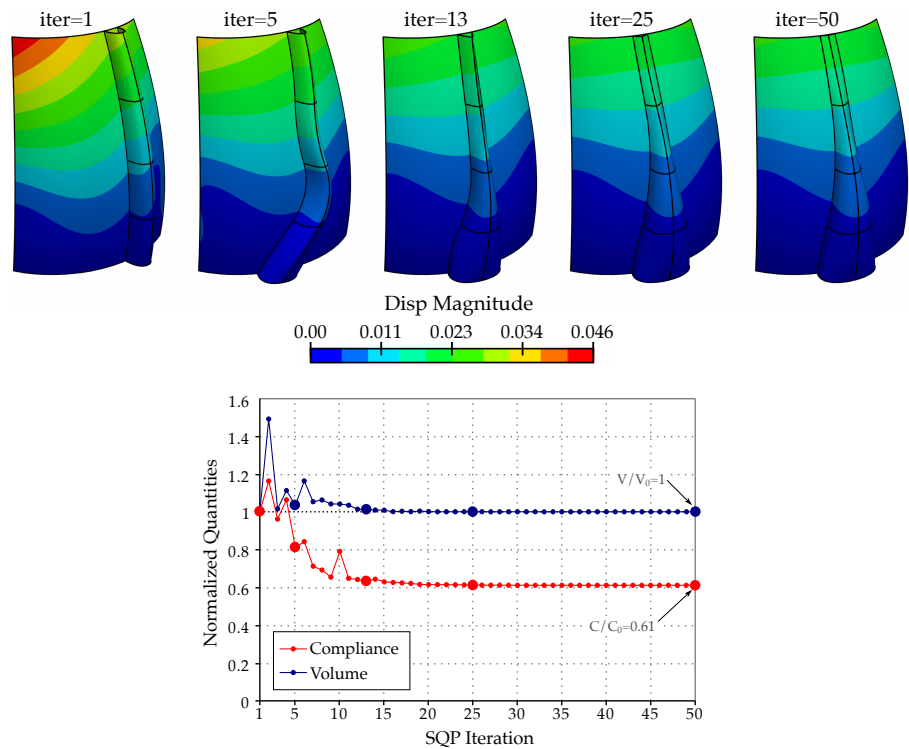 iter=1 iter=5 iter=13 iter=25 iter=50
Disp Magnitude
0.00 0.011 0.023 0.034 0.046
1.6
1.4
1.2
1
0.8
0.6
0.4
0.2
0
Normalized Quantities
V/V₀=1
C/C₀=0.61
Compliance
Volume
1 5 10 15 20 25 30 35 40 45 50
SQP Iteration